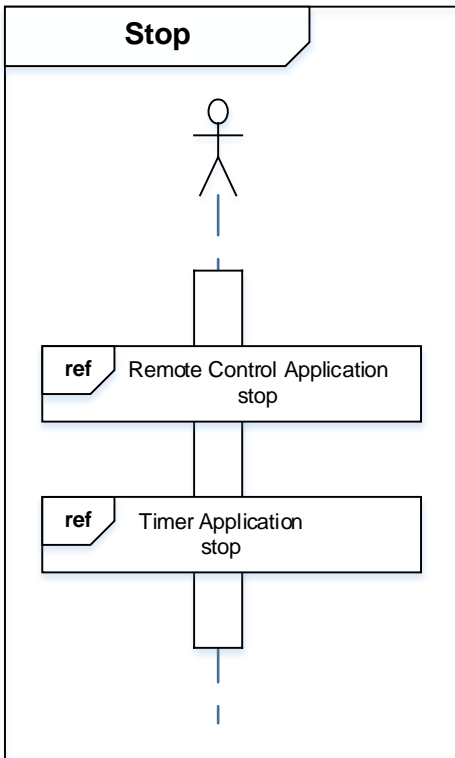 Stop
ref
Remote Control Application
stop
ref
Timer Application
stop